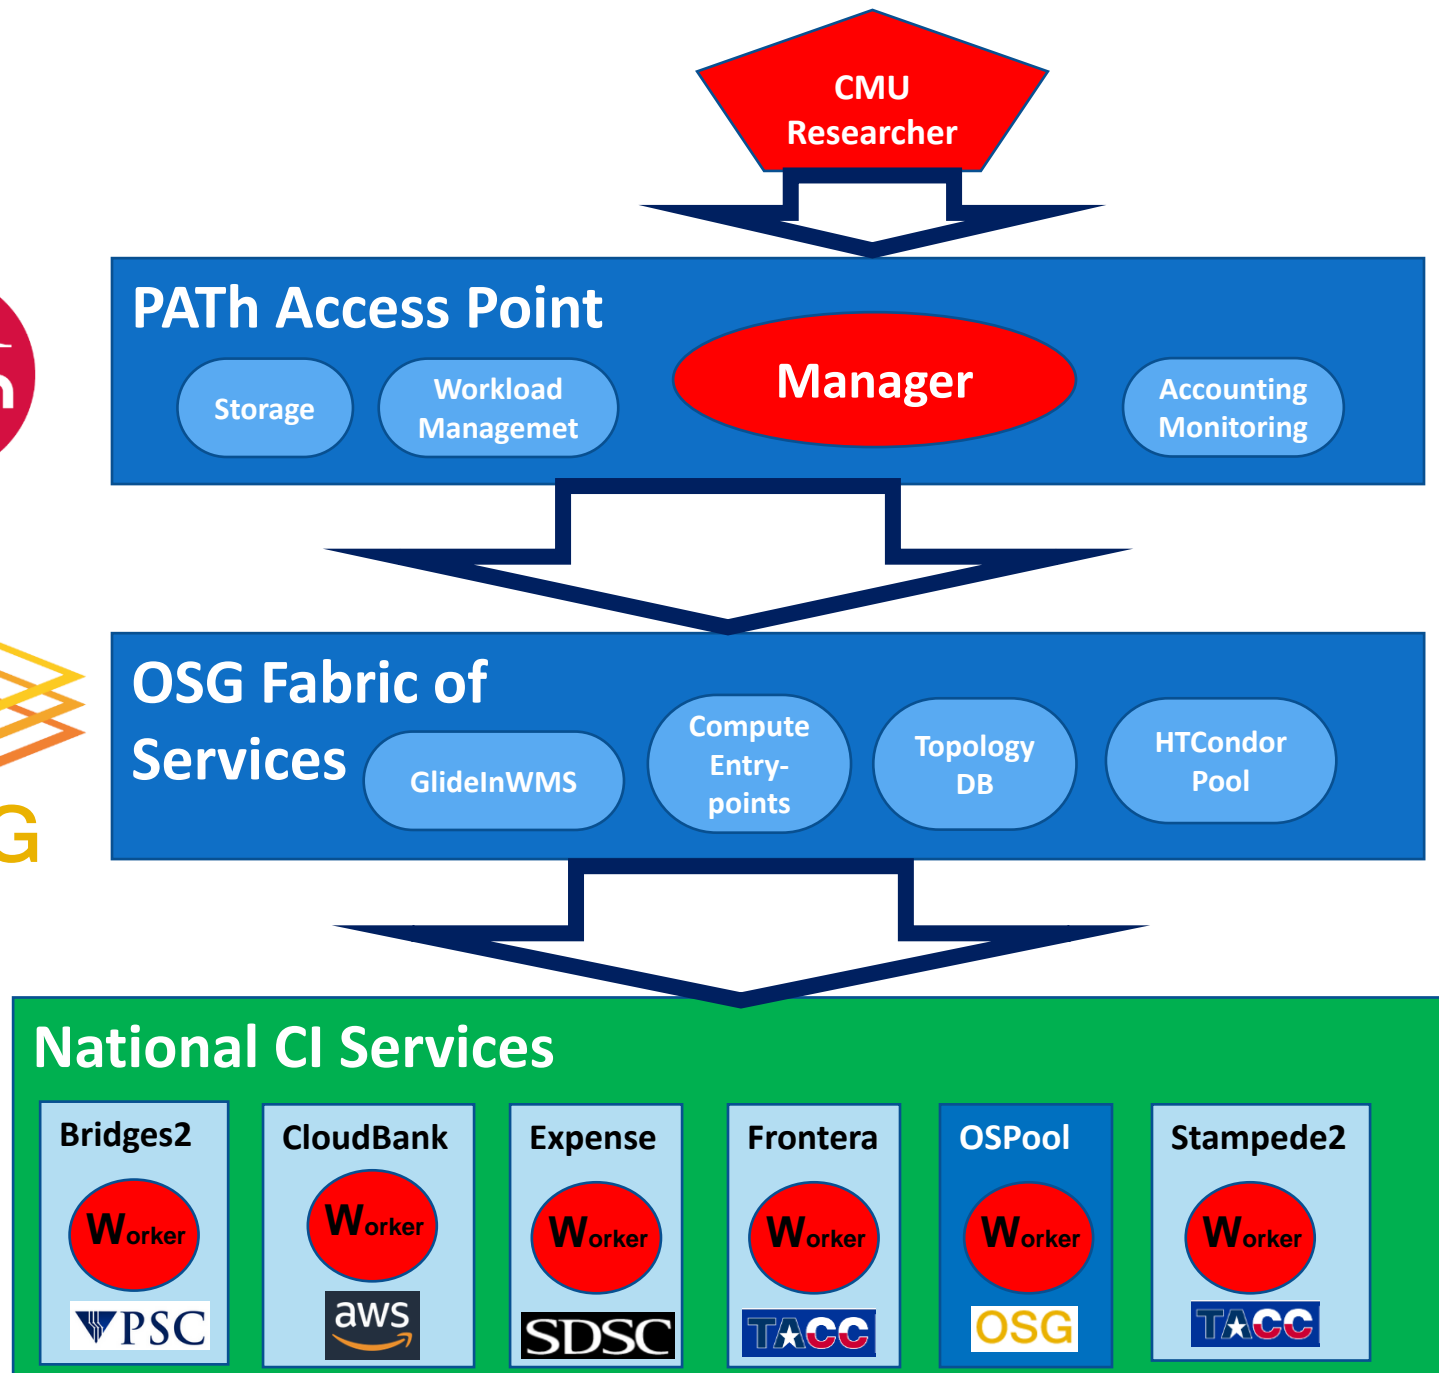 CMU
Researcher
PATh Access Point
Storage
Workload
Managemet
Manager
Accounting
Monitoring
OSG Fabric of
Services
GlideInWMS
Compute
Entry-
points
Topology
DB
HTCondor
Pool
G
National CI Services
Bridges2
Worker
PSC
CloudBank
Worker
aws
Expense
Worker
SDSC
Frontera
Worker
TACC
OSPool
Worker
OSG
Stampede2
Worker
TACC